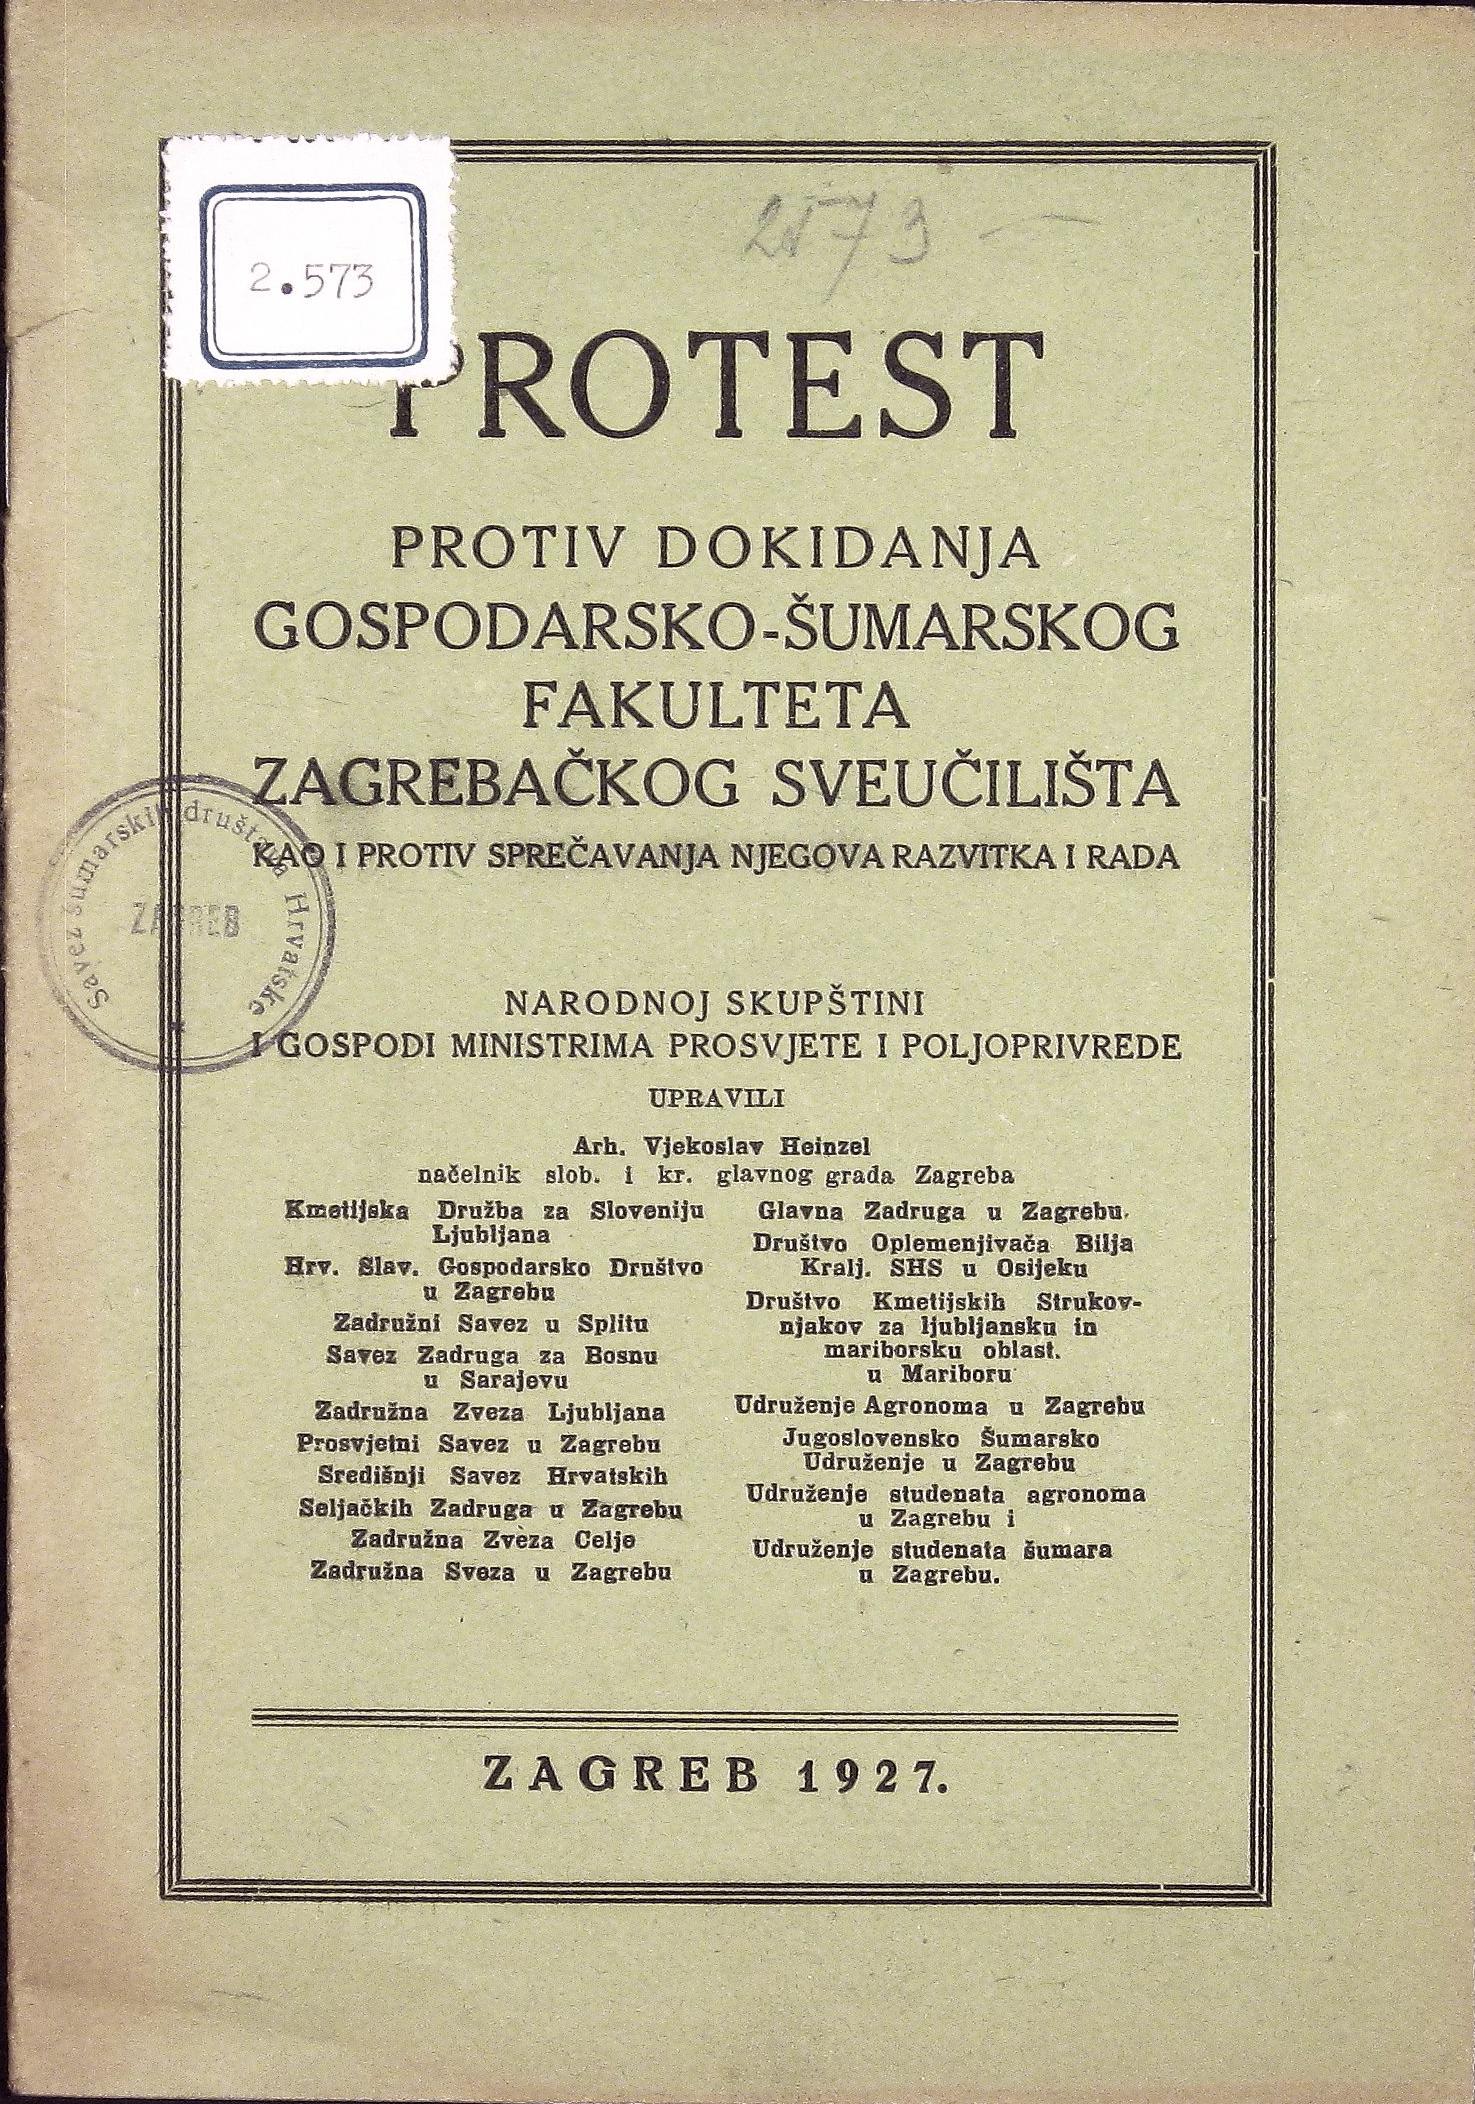 2.573
2573 —
PROTEST
PROTIV DOKIDANJA
GOSPODARSKO-ŠUMARSKOG
FAKULTETA
ZAGREBAČKOG SVEUČILIŠTA
KAO I PROTIV SPREČAVANJA NJEGOVA RAZVITKA I RADA
Savez šumarskih društava Hrvatske
ZAGREB
NARODNOJ SKUPŠTINI
I GOSPODI MINISTRIMA PROSVJETE I POLJOPRIVREDE
UPRAVILI
Arh. Vjekoslav Heinzel
načelnik slob. i kr. glavnog grada Zagreba
Kmetijska Družba za Sloveniju
Ljubljana
Hrv. Slav. Gospodarsko Društvo
u Zagrebu
Zadružni Savez u Splitu
Savez Zadruga za Bosnu
u Sarajevu
Zadružna Zveza Ljubljana
Prosvjetni Savez u Zagrebu
Središnji Savez Hrvatskih
Seljačkih Zadruga u Zagrebu
Zadružna Zveza Celje
Zadružna Sveza u Zagrebu
Glavna Zadruga u Zagrebu.
Društvo Oplemenjivača Bilja
Kralj. SHS u Osijeku
Društvo Kmetijskih Strukov-
njakov za ljubljansku in
mariborsku oblast.
u Mariboru
Udruženje Agronoma u Zagrebu
Jugoslovensko Šumarsko
Udruženje u Zagrebu
Udruženje studenata agronoma
u Zagrebu i
Udruženje studenata šumara
u Zagrebu.
ZAGREB 1927.